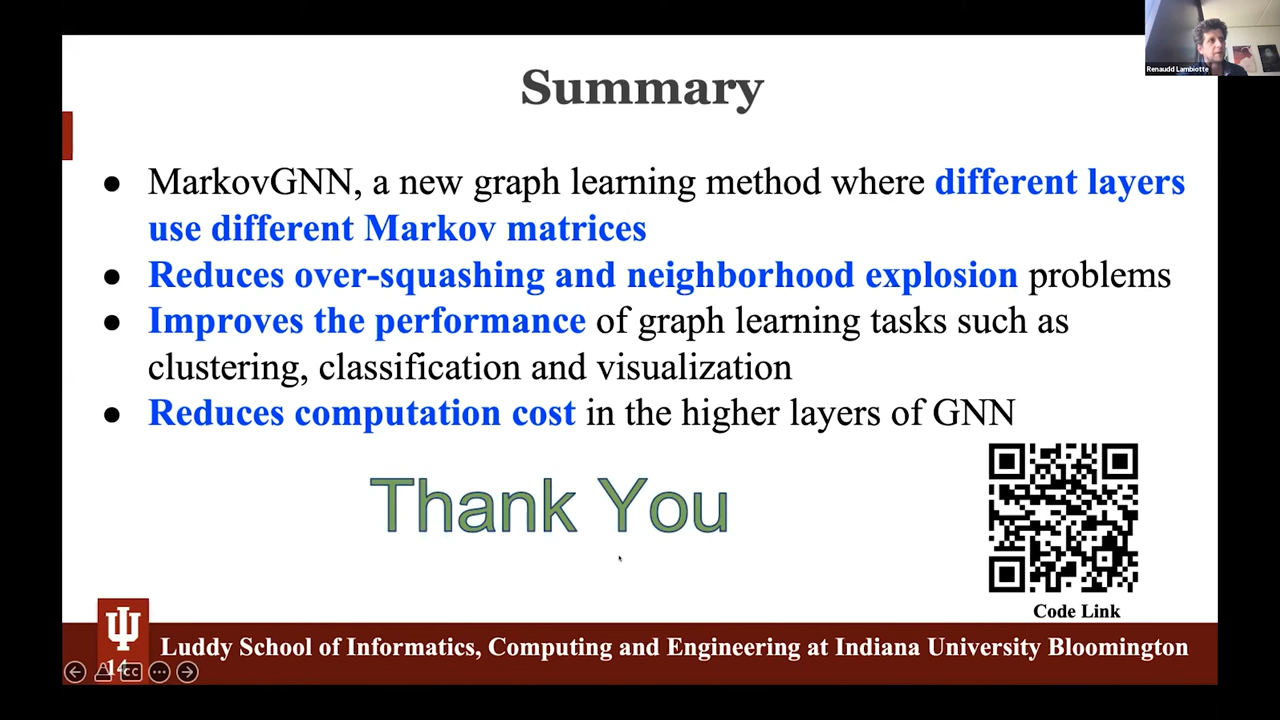 Renaudd Lambiotte
Summary
● MarkovGNN, a new graph learning method where different layers
use different Markov matrices
● Reduces over-squashing and neighborhood explosion problems
● Improves the performance of graph learning tasks such as
clustering, classification and visualization
● Reduces computation cost in the higher layers of GNN
Thank You
Code Link
Luddy School of Informatics, Computing and Engineering at Indiana University Bloomington
14
CC